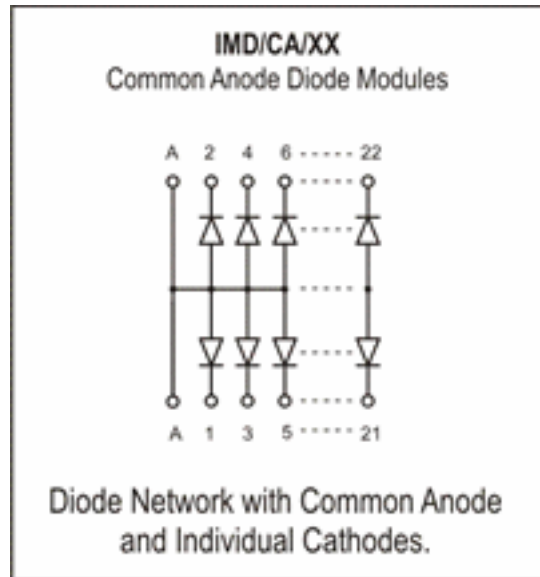 IMD/CA/XX
Common Anode Diode Modules
A 2 4 6 ----- 22
A 1 3 5 ----- 21
Diode Network with Common Anode
and Individual Cathodes.